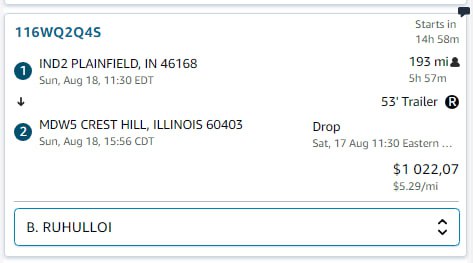 116WQ2Q4S
Starts in
14h 58m
1
IND2 PLAINFIELD, IN 46168
Sun, Aug 18, 11:30 EDT
193 mi
5h 57m
53' Trailer R
2
MDW5 CREST HILL, ILLINOIS 60403
Sun, Aug 18, 15:56 CDT
Drop
Sat, 17 Aug 11:30 Eastern ...
$1 022,07
$5.29/mi
B. RUHULLOI